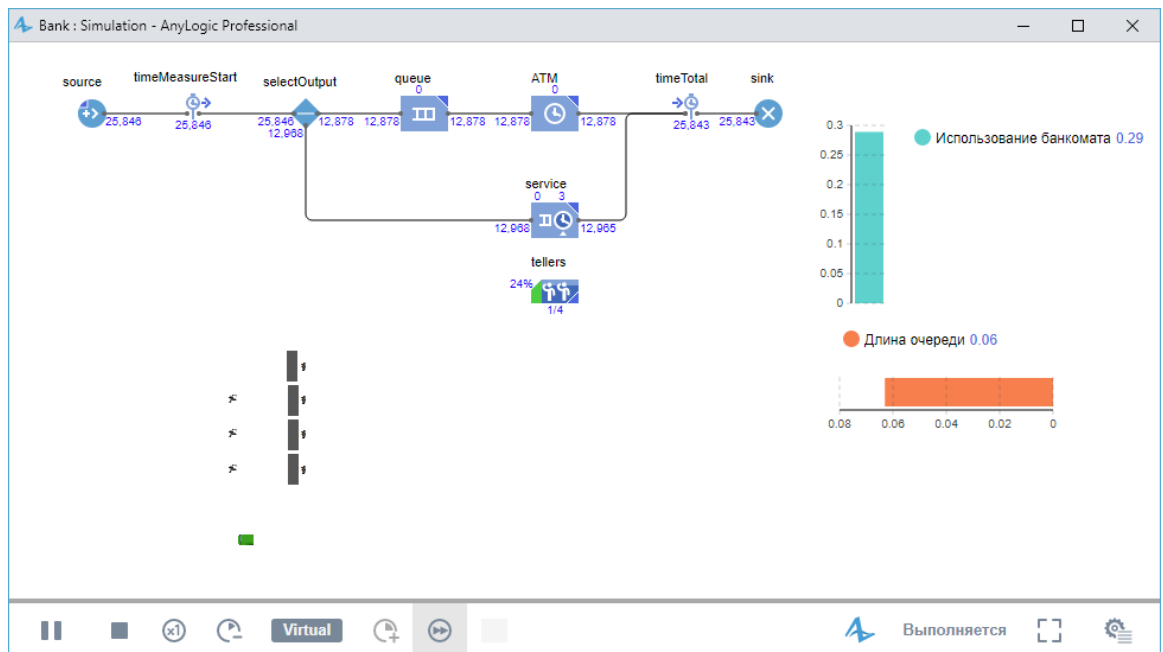 Bank : Simulation - AnyLogic Professional
source
timeMeasureStart
selectOutput
queue
ATM
timeTotal
sink
0
0
25,846
25,846
25,846
12,968
12,878
12,878
12,878
12,878
12,878
25,843
25,843
service
0 3
12,968
12,965
tellers
24%
1/4
0.3
0.25
0.2
0.15
0.1
0.05
0
Использование банкомата 0.29
Длина очереди 0.06
0.08 0.06 0.04 0.02 0
x1
Virtual
Выполняется